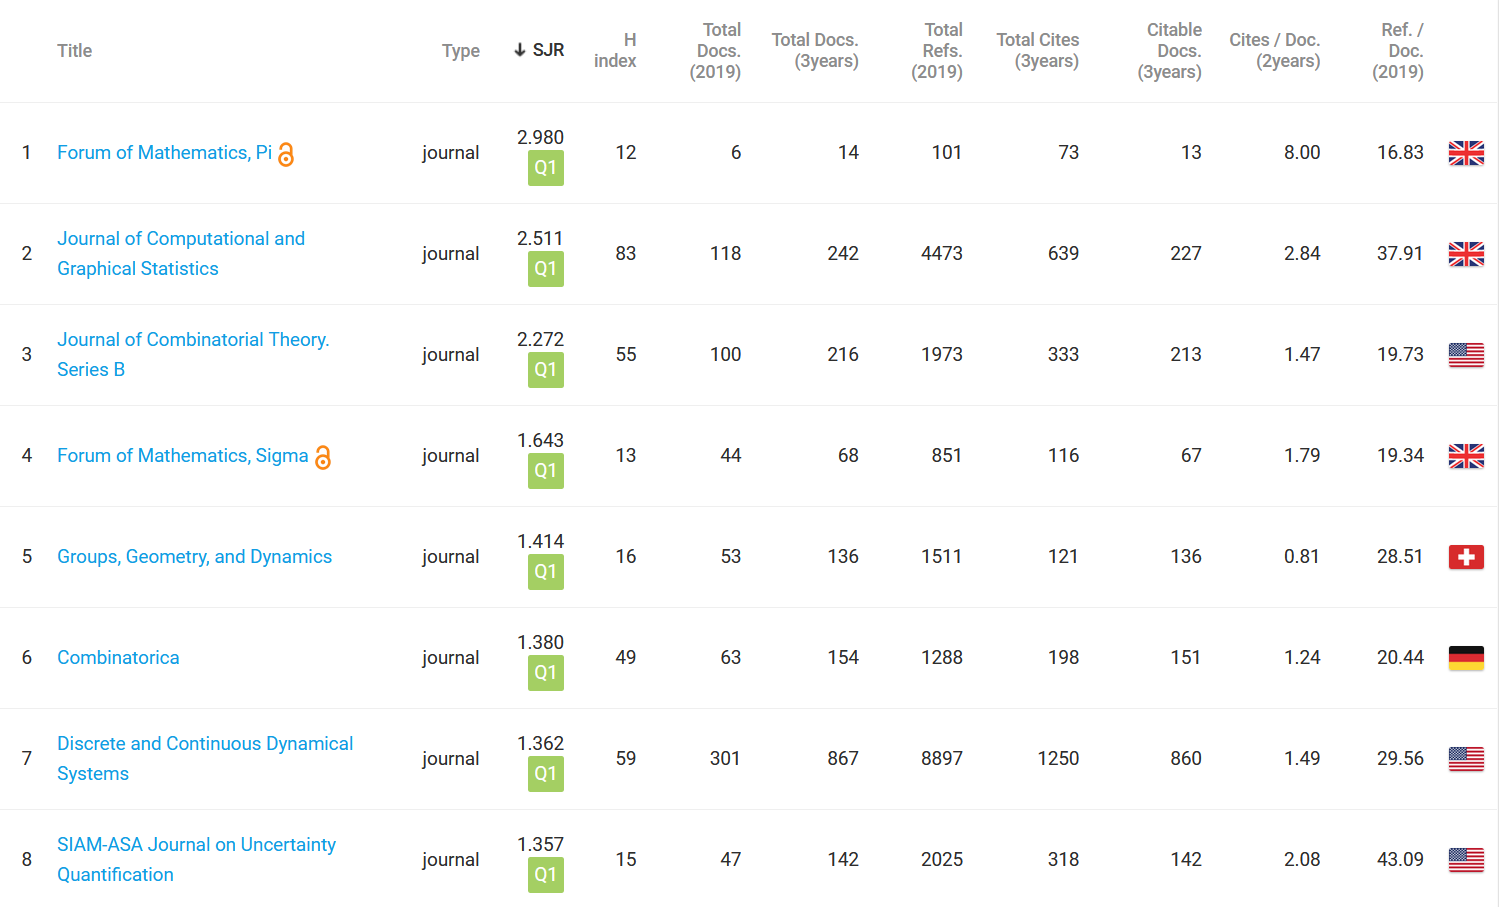 Title Type SJR H index Total Docs. (2019) Total Docs. (3years) Total Refs. (2019) Total Cites (3years) Citable Docs. (3years) Cites / Doc. (2years) Ref. / Doc. (2019)
1 Forum of Mathematics, Pi journal 2.980 Q1 12 6 14 101 73 13 8.00 16.83
2 Journal of Computational and Graphical Statistics journal 2.511 Q1 83 118 242 4473 639 227 2.84 37.91
3 Journal of Combinatorial Theory. Series B journal 2.272 Q1 55 100 216 1973 333 213 1.47 19.73
4 Forum of Mathematics, Sigma journal 1.643 Q1 13 44 68 851 116 67 1.79 19.34
5 Groups, Geometry, and Dynamics journal 1.414 Q1 16 53 136 1511 121 136 0.81 28.51
6 Combinatorica journal 1.380 Q1 49 63 154 1288 198 151 1.24 20.44
7 Discrete and Continuous Dynamical Systems journal 1.362 Q1 59 301 867 8897 1250 860 1.49 29.56
8 SIAM-ASA Journal on Uncertainty Quantification journal 1.357 Q1 15 47 142 2025 318 142 2.08 43.09